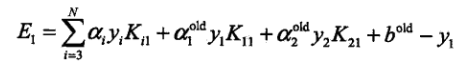 $E_1 = \sum_{i=3}^{N} \alpha_i y_i K_{i1} + \alpha_1^{\text{old}} y_1 K_{11} + \alpha_2^{\text{old}} y_2 K_{21} + b^{\text{old}} - y_1$